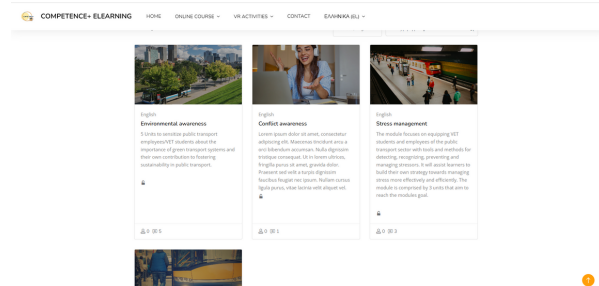 COMPETENCE+ ELEARNING
HOME
ONLINE COURSE
VR ACTIVITIES
CONTACT
ΕΛΛΗΝΙΚΆ (EL)
English
Environmental awareness
5 Units to sensitize public transport
employees/VET students about the
importance of green transport systems and
their own contribution to fostering
sustainability in public transport.
0
5
English
Conflict awareness
Lorem ipsum dolor sit amet, consectetur
adipiscing elit. Maecenas tincidunt arcu a
orci bibendum accumsan. Nulla dignissim
tristique consequat. Ut in lorem ultrices,
fringilla purus sit amet, gravida dolor.
Praesent sed velit a turpis dignissim
faucibus feugiat nec ipsum. Nullam cursus
ligula purus, vitae lacinia velit aliquet vel.
0
1
English
Stress management
The module focuses on equipping VET
students and employees of the public
transport sector with tools and methods for
detecting, recognising, preventing and
managing stressors. It will assist learners to
build their own strategy towards managing
stress more effectively and efficiently. The
module is comprised by 3 units that aim to
reach the modules goal.
0
3